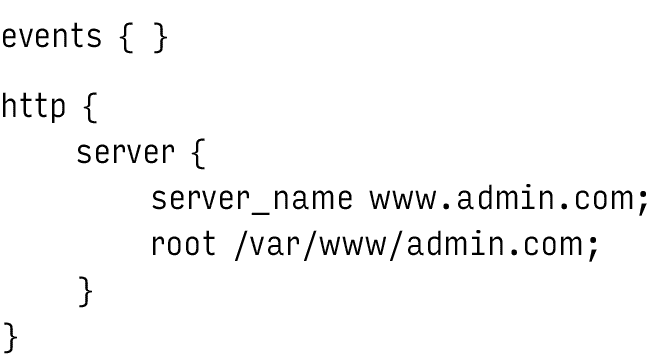 events { }
http {
server {
server_name www.admin.com;
root /var/www/admin.com;
}
}